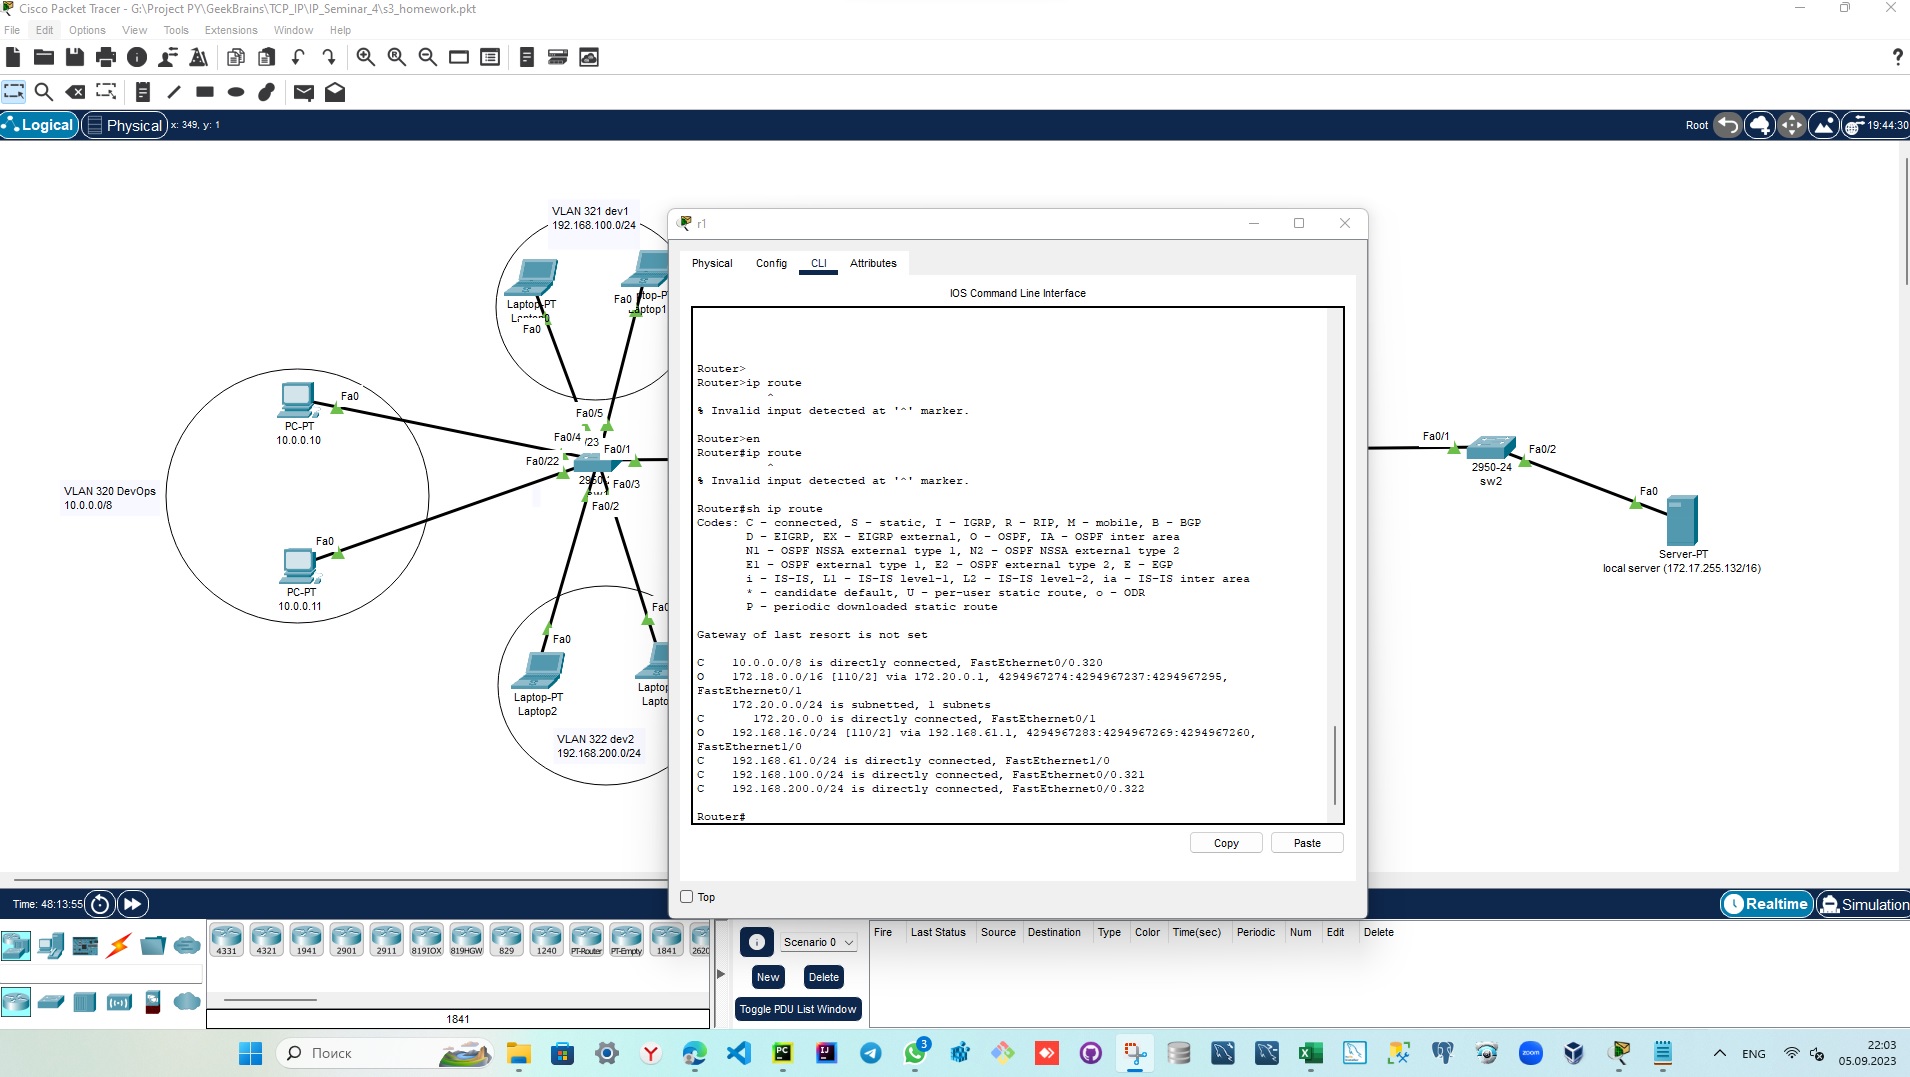 Cisco Packet Tracer - G:\Project PY\GeekBrains\TCP_IP\IP_Seminar_4\s3_homework.pkt
File Edit Options View Tools Extensions Window Help
Logical Physical x: 349, y: 1
Root 19:44:30
VLAN 321 dev1
192.168.100.0/24
Laptop-PT
Laptop0
Fa0
Fa0
ptop-P
aptop1
PC-PT
10.0.0.10
Fa0
VLAN 320 DevOps
10.0.0.0/8
Fa0
PC-PT
10.0.0.11
Fa0/5
Fa0/4
/23
Fa0/1
Fa0/22
Fa0/3
Fa0/2
Fa0
Laptop-PT
Laptop2
Laptop
Lapto
VLAN 322 dev2
192.168.200.0/24
r1
Physical Config CLI Attributes
IOS Command Line Interface
Router>
Router>ip route
^
% Invalid input detected at '^' marker.
Router>en
Router#ip route
^
% Invalid input detected at '^' marker.
Router#sh ip route
Codes: C - connected, S - static, I - IGRP, R - RIP, M - mobile, B - BGP
D - EIGRP, EX - EIGRP external, O - OSPF, IA - OSPF inter area
N1 - OSPF NSSA external type 1, N2 - OSPF NSSA external type 2
E1 - OSPF external type 1, E2 - OSPF external type 2, E - EGP
i - IS-IS, L1 - IS-IS level-1, L2 - IS-IS level-2, ia - IS-IS inter area
* - candidate default, U - per-user static route, o - ODR
P - periodic downloaded static route
Gateway of last resort is not set
C 10.0.0.0/8 is directly connected, FastEthernet0/0.320
O 172.18.0.0/16 [110/2] via 172.20.0.1, 4294967274:4294967237:4294967295,
FastEthernet0/1
172.20.0.0/24 is subnetted, 1 subnets
C 172.20.0.0 is directly connected, FastEthernet0/1
O 192.168.16.0/24 [110/2] via 192.168.61.1, 4294967283:4294967269:4294967260,
FastEthernet1/0
C 192.168.61.0/24 is directly connected, FastEthernet1/0
C 192.168.100.0/24 is directly connected, FastEthernet0/0.321
C 192.168.200.0/24 is directly connected, FastEthernet0/0.322
Router#
Copy Paste
Top
Fa0/1
Fa0/2
2950-24
sw2
Fa0
Server-PT
local server (172.17.255.132/16)
Time: 48:13:55
Realtime Simulation
4331 4321 1941 2901 2911 819IOX 819HGW 829 1240 PT-Router PT-Empty 1841 2620
1841
Scenario 0
New Delete
Toggle PDU List Window
Fire Last Status Source Destination Type Color Time(sec) Periodic Num Edit Delete
Поиск
3
zoom
ENG
22:03
05.09.2023